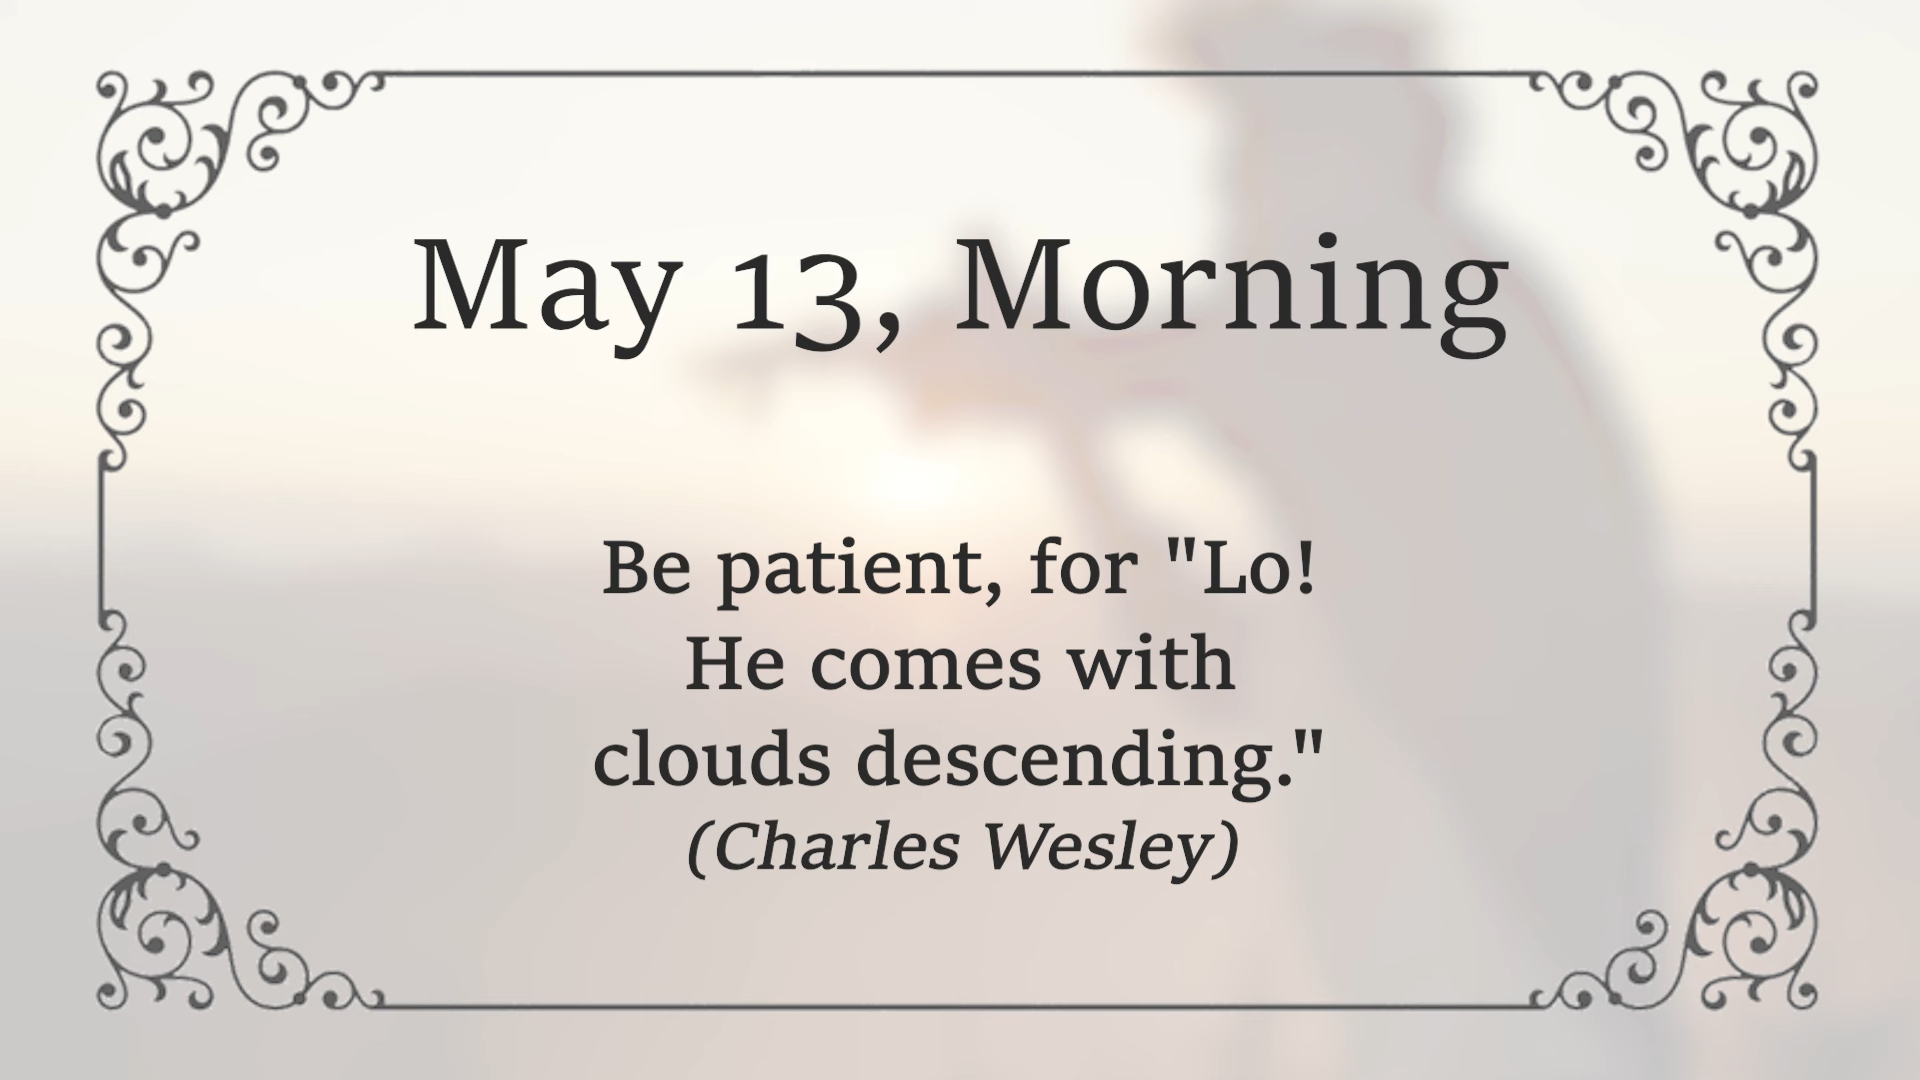 May 13, Morning
Be patient, for "Lo!
He comes with
clouds descending."
(Charles Wesley)